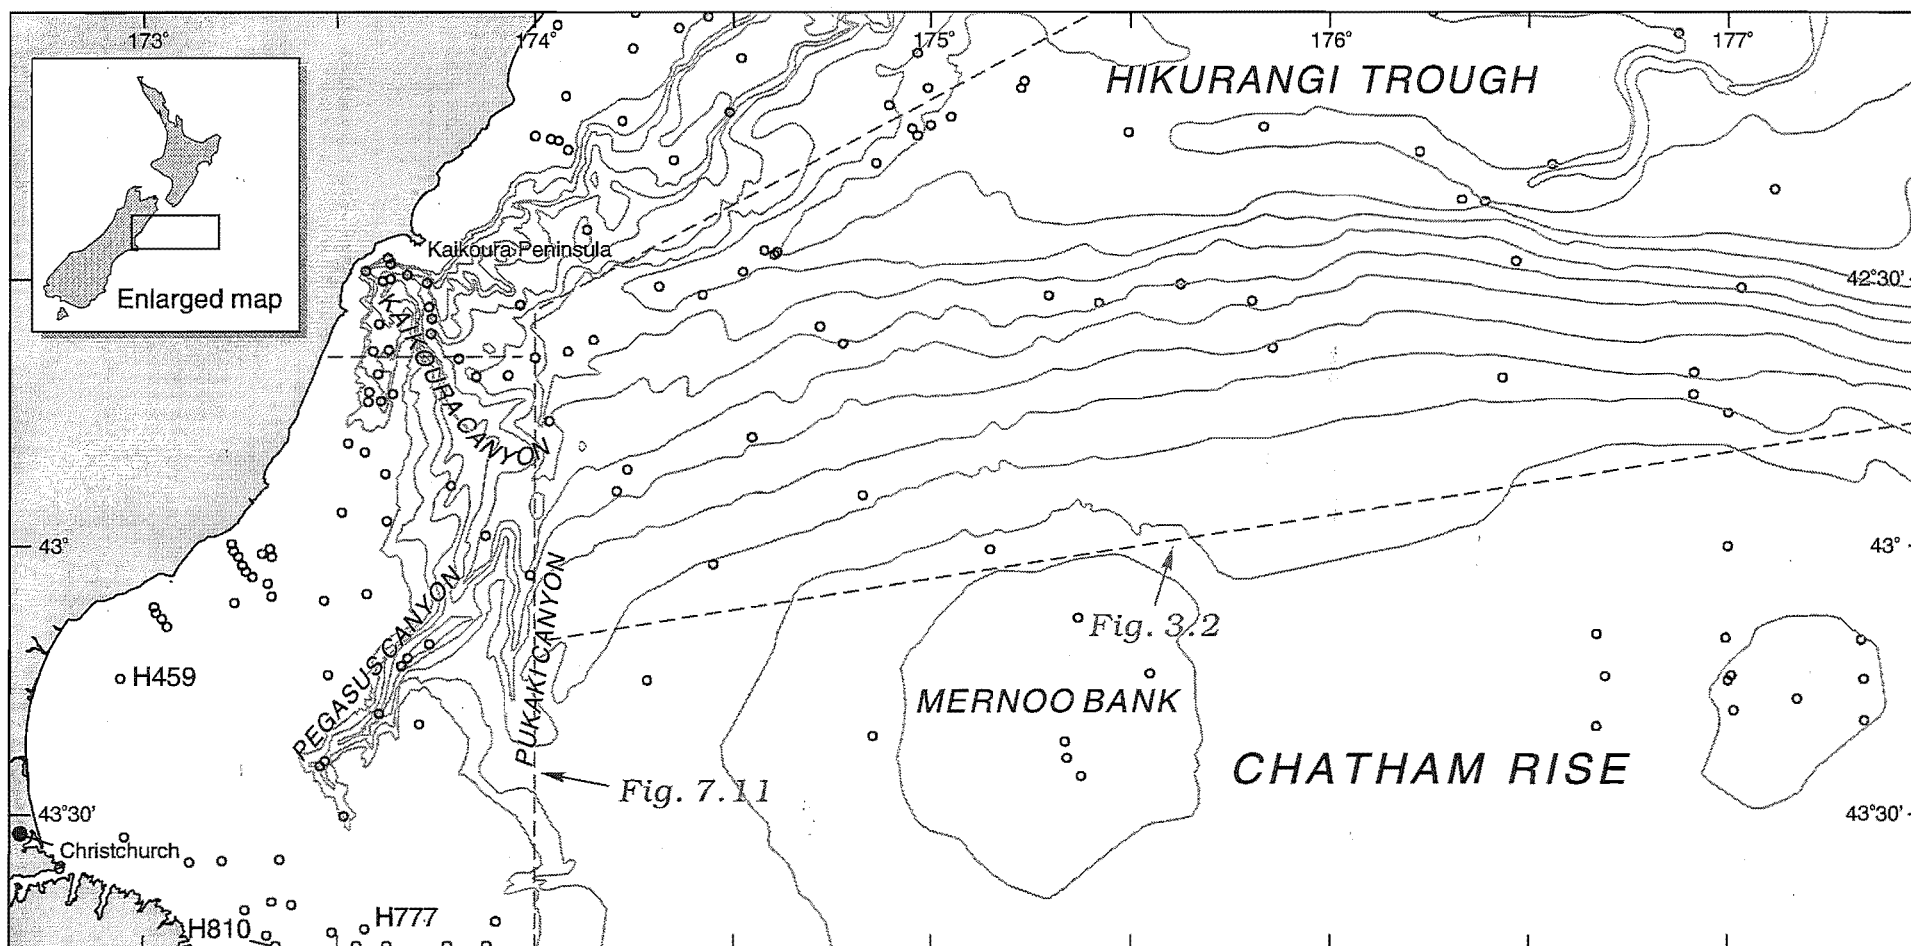 173°
174°
175°
176°
177°
HIKURANGI TROUGH
Kaikoura Peninsula
42°30'
Enlarged map
KAIKOURA CANYON
43°
43°
PEGASUS CANYON
PUKAKI CANYON
Fig. 3.2
H459
MERNOO BANK
CHATHAM RISE
Fig. 7.11
43°30'
43°30'
Christchurch
H777
H810